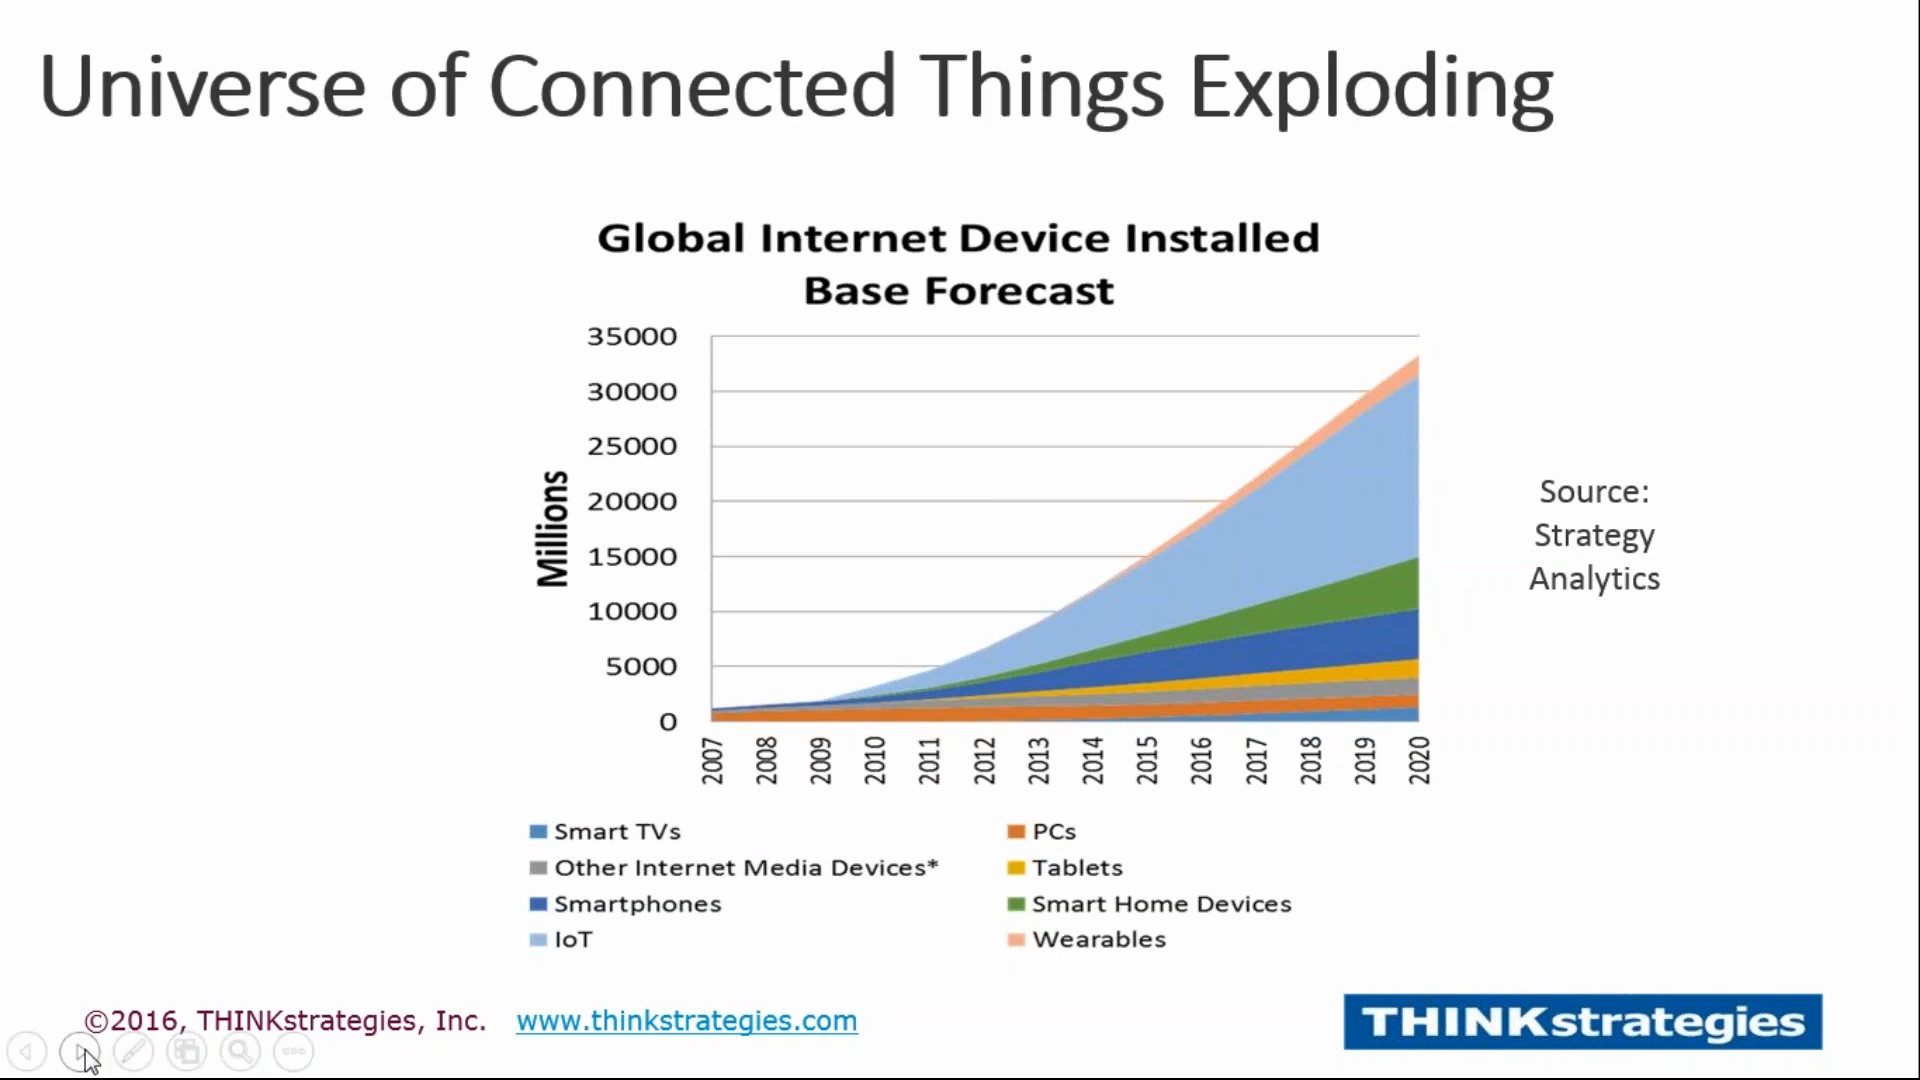 Universe of Connected Things Exploding
Global Internet Device Installed
Base Forecast
Millions
35000
30000
25000
20000
15000
10000
5000
0
2007 2008 2009 2010 2011 2012 2013 2014 2015 2016 2017 2018 2019 2020
Source:
Strategy
Analytics
Smart TVs PCs
Other Internet Media Devices* Tablets
Smartphones Smart Home Devices
IoT Wearables
©2016, THINKstrategies, Inc. www.thinkstrategies.com
THINKstrategies